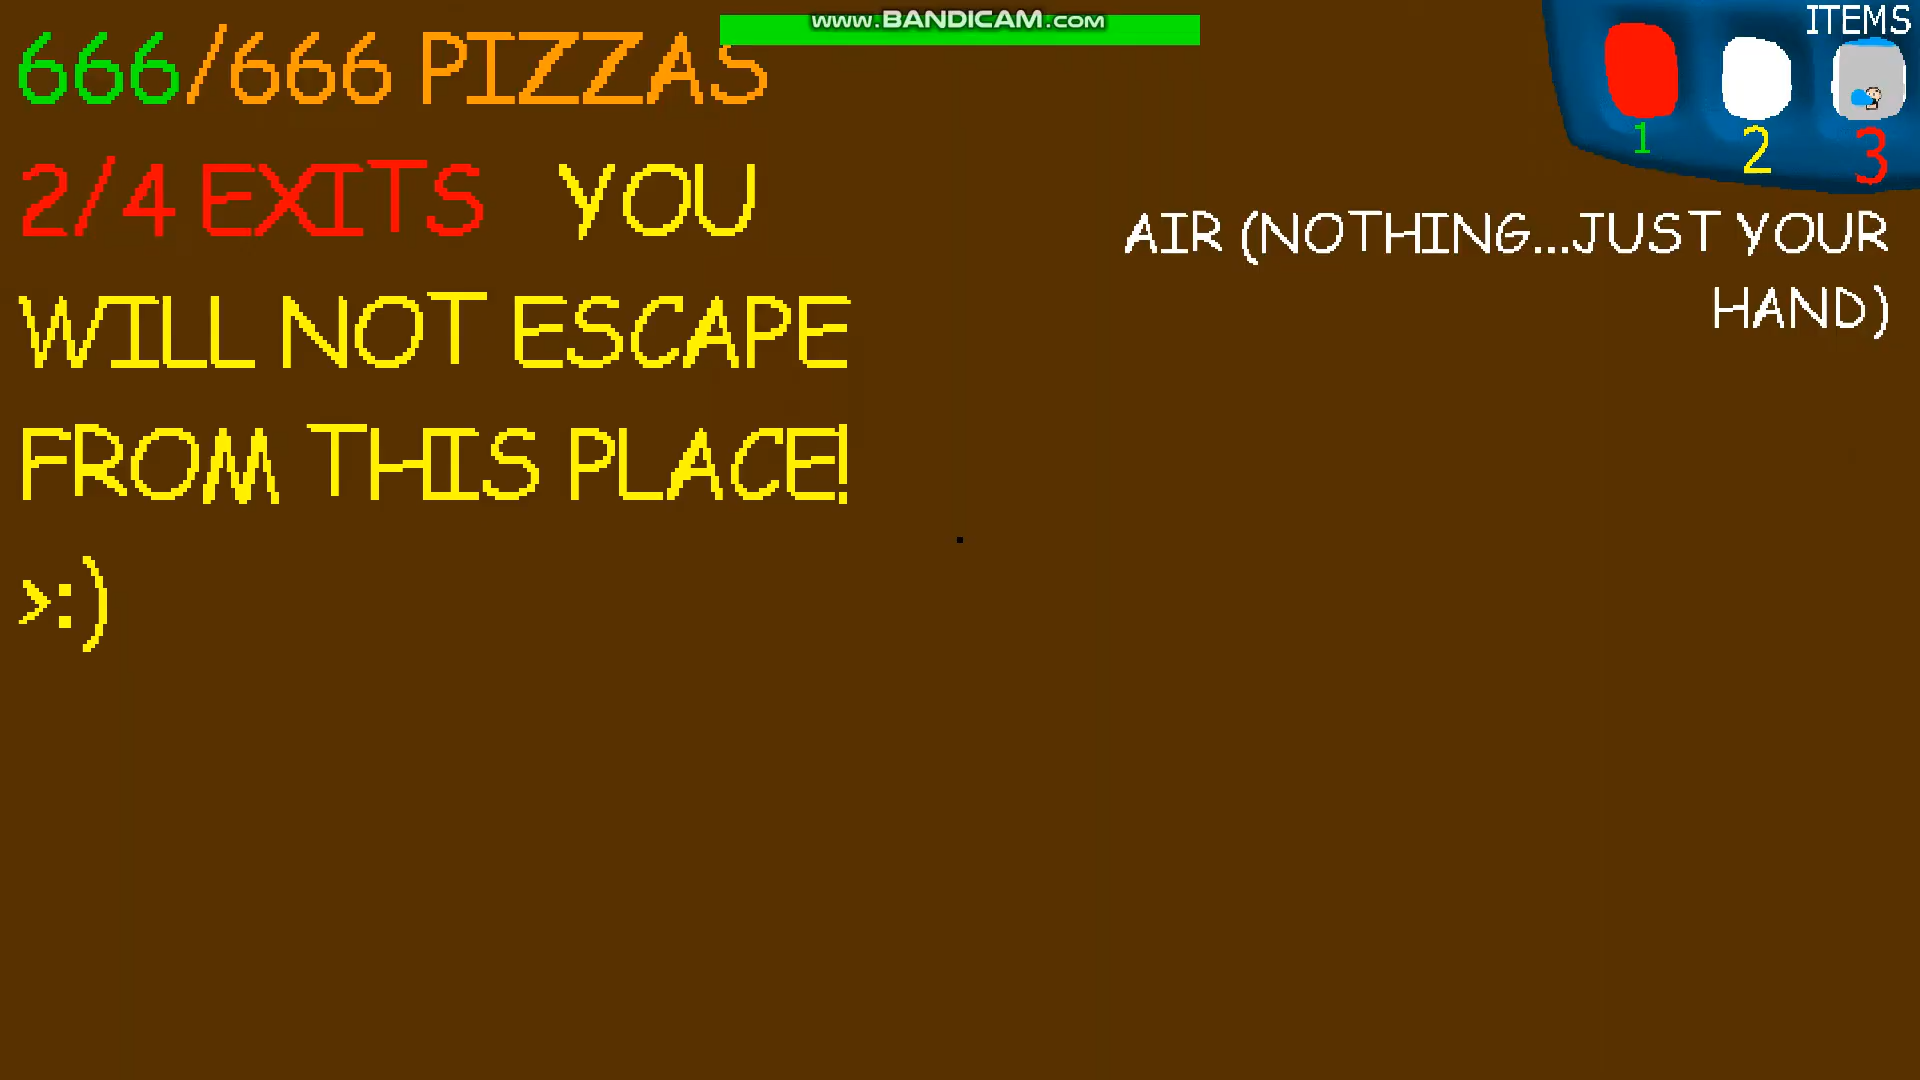 www.BANDICAM.com
ITEMS
666/666 PIZZAS
1 2 3
2/4 EXITS YOU
AIR (NOTHING...JUST YOUR
HAND)
WILL NOT ESCAPE
FROM THIS PLACE!
>:)